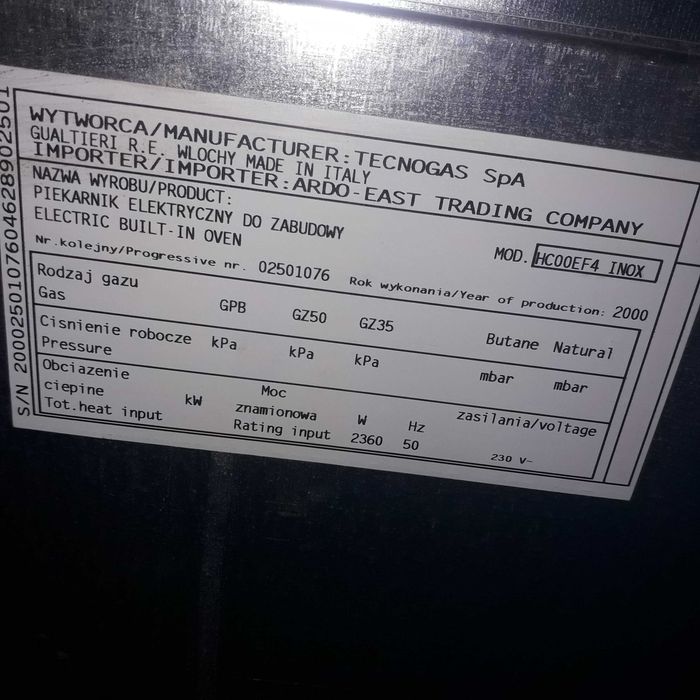 WYTWORCA/MANUFACTURER:TECNOGAS SpA
GUALTIERI R.E. WLOCHY MADE IN ITALY
IMPORTER/IMPORTER:ARDO-EAST TRADING COMPANY
NAZWA WYROBU/PRODUCT:
PIEKARNIK ELEKTRYCZNY DO ZABUDOWY
ELECTRIC BUILT-IN OVEN
MOD. HC00EF4 INOX
Nr.kolejny/Progressive nr. 02501076 Rok wykonania/Year of production: 2000
Rodzaj gazu
Gas
GPB GZ50 GZ35 Butane Natural
Cisnienie robocze
Pressure
kPa kPa kPa mbar mbar
Obciazenie
ciepine
Tot.heat input
kW
Moc
znamionowa
Rating input
W
2360
Hz
50
zasilania/voltage
230 V~
S/N 2000250107604628902501